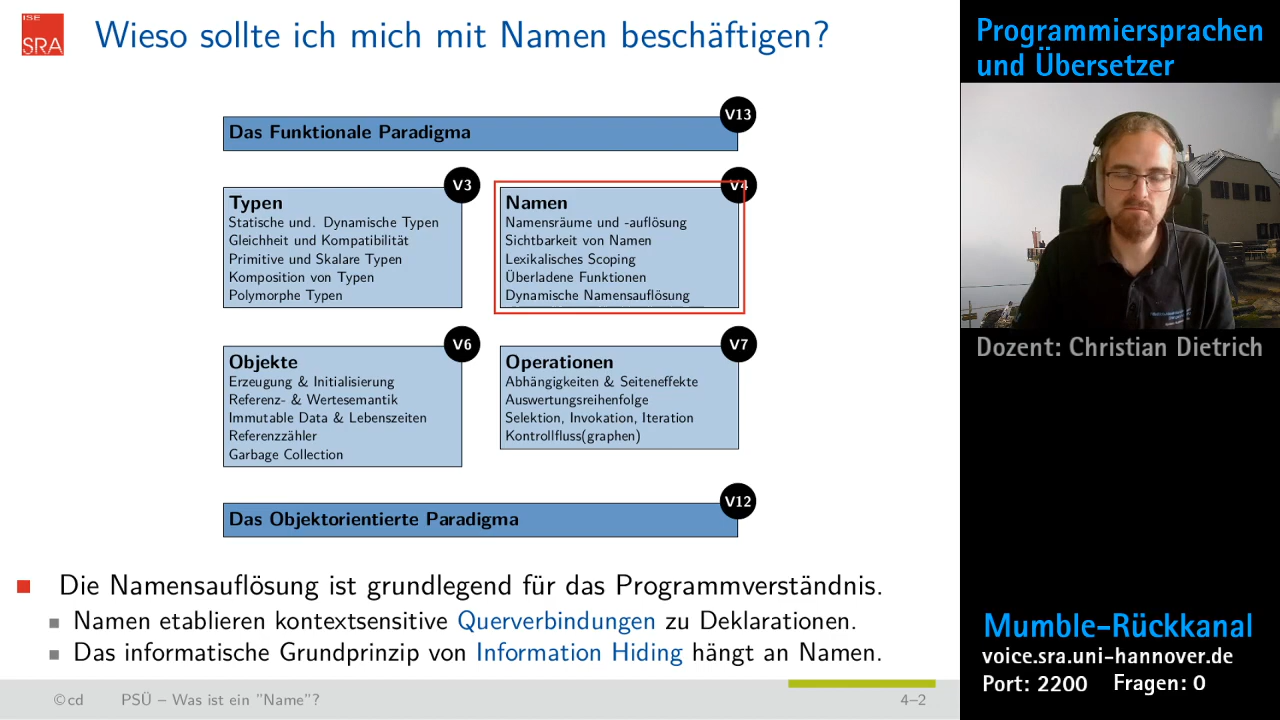 ISE
SRA
Wieso sollte ich mich mit Namen beschäftigen?
V13
Das Funktionale Paradigma
V3
Typen
Statische und. Dynamische Typen
Gleichheit und Kompatibilität
Primitive und Skalare Typen
Komposition von Typen
Polymorphe Typen
V4
Namen
Namensräume und -auflösung
Sichtbarkeit von Namen
Lexikalisches Scoping
Überladene Funktionen
Dynamische Namensauflösung
V6
Objekte
Erzeugung & Initialisierung
Referenz- & Wertesemantik
Immutable Data & Lebenszeiten
Referenzzähler
Garbage Collection
V7
Operationen
Abhängigkeiten & Seiteneffekte
Auswertungsreihenfolge
Selektion, Invokation, Iteration
Kontrollfluss(graphen)
V12
Das Objektorientierte Paradigma
Die Namensauflösung ist grundlegend für das Programmverständnis.
Namen etablieren kontextsensitive Querverbindungen zu Deklarationen.
Das informatische Grundprinzip von Information Hiding hängt an Namen.
©cd PSÜ – Was ist ein "Name"? 4–2
Programmiersprachen
und Übersetzer
Dozent: Christian Dietrich
Mumble-Rückkanal
voice.sra.uni-hannover.de
Port: 2200 Fragen: 0